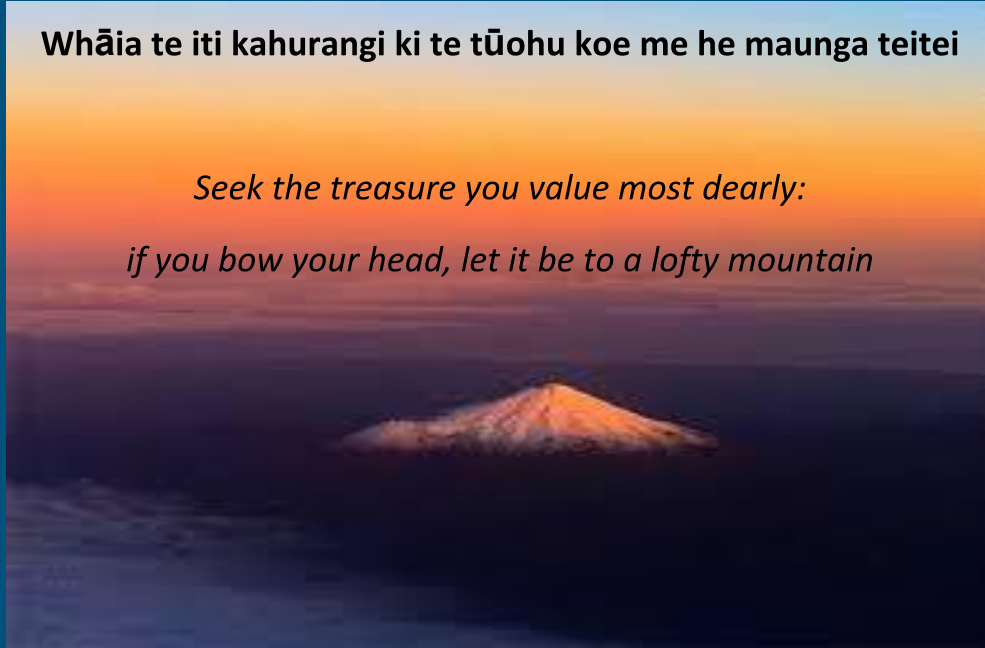 Whāia te iti kahurangi ki te tūohu koe me he maunga teitei
Seek the treasure you value most dearly:
if you bow your head, let it be to a lofty mountain